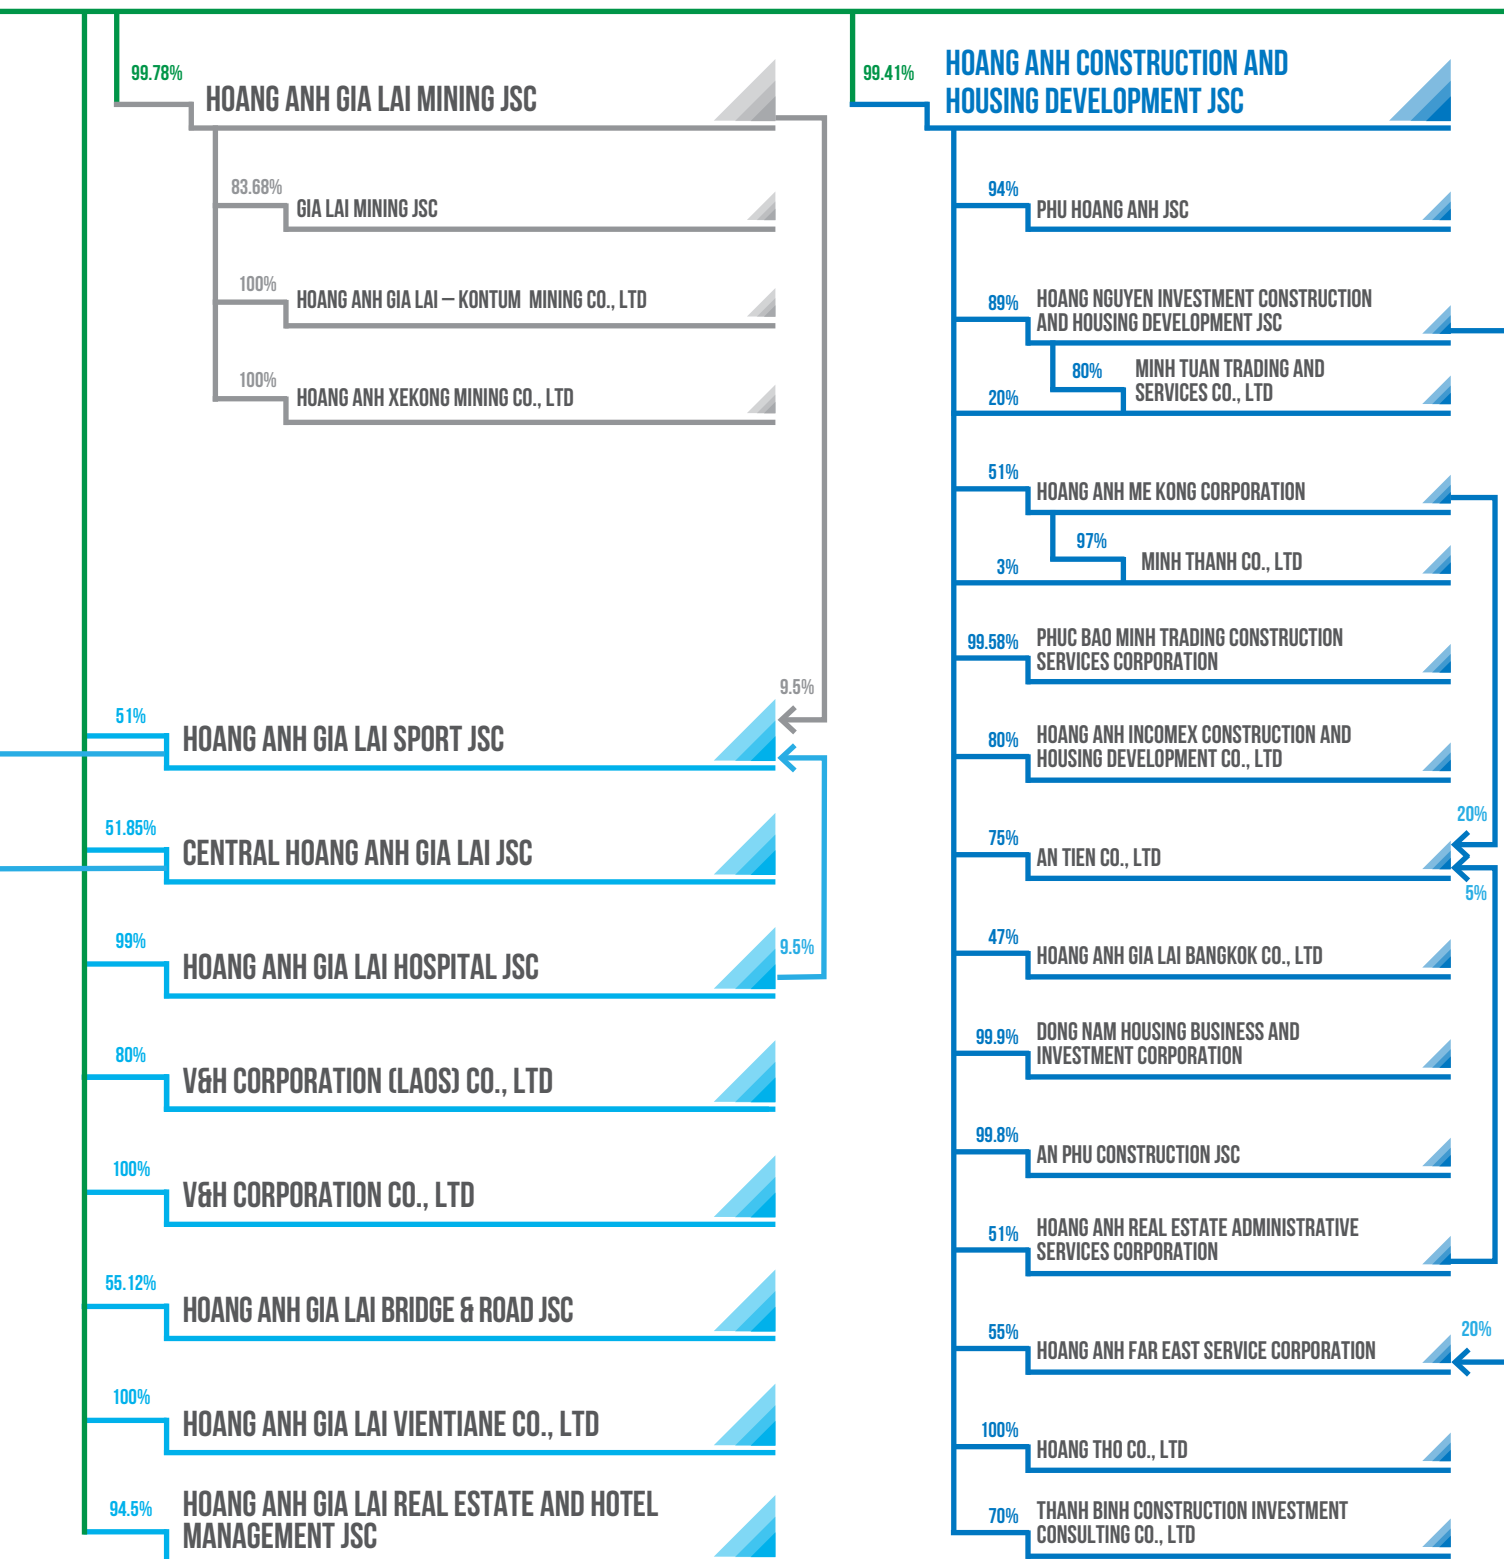 99.78%
HOANG ANH GIA LAI MINING JSC
83.68%
GIA LAI MINING JSC
100%
HOANG ANH GIA LAI – KONTUM MINING CO., LTD
100%
HOANG ANH XEKONG MINING CO., LTD
9.5%
51%
HOANG ANH GIA LAI SPORT JSC
51.85%
CENTRAL HOANG ANH GIA LAI JSC
99%
HOANG ANH GIA LAI HOSPITAL JSC
9.5%
80%
V&H CORPORATION (LAOS) CO., LTD
100%
V&H CORPORATION CO., LTD
55.12%
HOANG ANH GIA LAI BRIDGE & ROAD JSC
100%
HOANG ANH GIA LAI VIENTIANE CO., LTD
94.5%
HOANG ANH GIA LAI REAL ESTATE AND HOTEL
MANAGEMENT JSC
99.41%
HOANG ANH CONSTRUCTION AND
HOUSING DEVELOPMENT JSC
94%
PHU HOANG ANH JSC
89%
HOANG NGUYEN INVESTMENT CONSTRUCTION
AND HOUSING DEVELOPMENT JSC
80%
MINH TUAN TRADING AND
SERVICES CO., LTD
20%
51%
HOANG ANH ME KONG CORPORATION
97%
MINH THANH CO., LTD
3%
99.58%
PHUC BAO MINH TRADING CONSTRUCTION
SERVICES CORPORATION
80%
HOANG ANH INCOMEX CONSTRUCTION AND
HOUSING DEVELOPMENT CO., LTD
20%
75%
AN TIEN CO., LTD
5%
47%
HOANG ANH GIA LAI BANGKOK CO., LTD
99.9%
DONG NAM HOUSING BUSINESS AND
INVESTMENT CORPORATION
99.8%
AN PHU CONSTRUCTION JSC
51%
HOANG ANH REAL ESTATE ADMINISTRATIVE
SERVICES CORPORATION
55%
HOANG ANH FAR EAST SERVICE CORPORATION
20%
100%
HOANG THO CO., LTD
70%
THANH BINH CONSTRUCTION INVESTMENT
CONSULTING CO., LTD